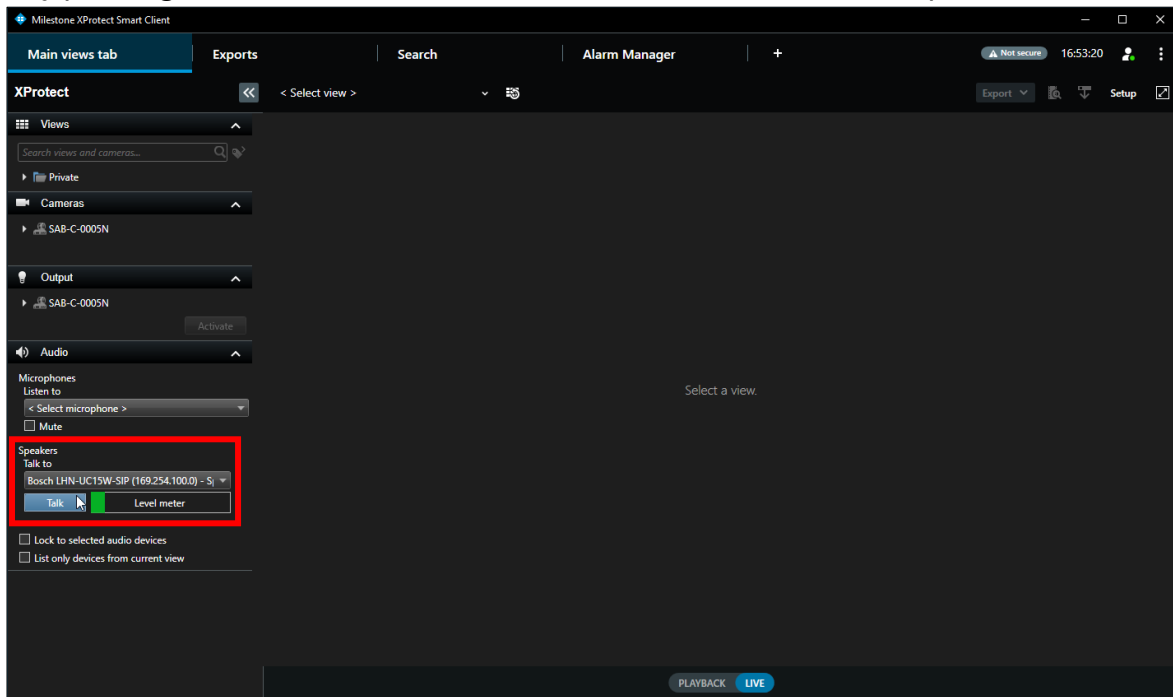 Milestone XProtect Smart Client
Main views tab
Exports
Search
Alarm Manager
+
Not secure
16:53:20
XProtect
< Select view >
Export
Setup
Views
Search views and cameras...
Private
Cameras
SAB-C-0005N
Output
SAB-C-0005N
Activate
Audio
Microphones
Listen to
< Select microphone >
Mute
Select a view.
Speakers
Talk to
Bosch LHN-UC15W-SIP (169.254.100.0) - S
Talk
Level meter
Lock to selected audio devices
List only devices from current view
PLAYBACK
LIVE